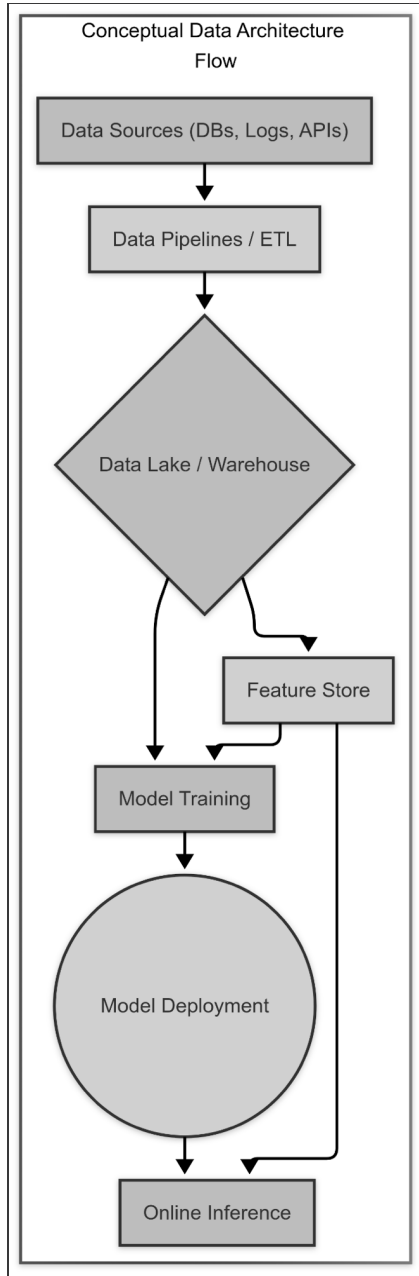 Conceptual Data Architecture
Flow
Data Sources (DBs, Logs, APIs)
Data Pipelines / ETL
Data Lake / Warehouse
Feature Store
Model Training
Model Deployment
Online Inference